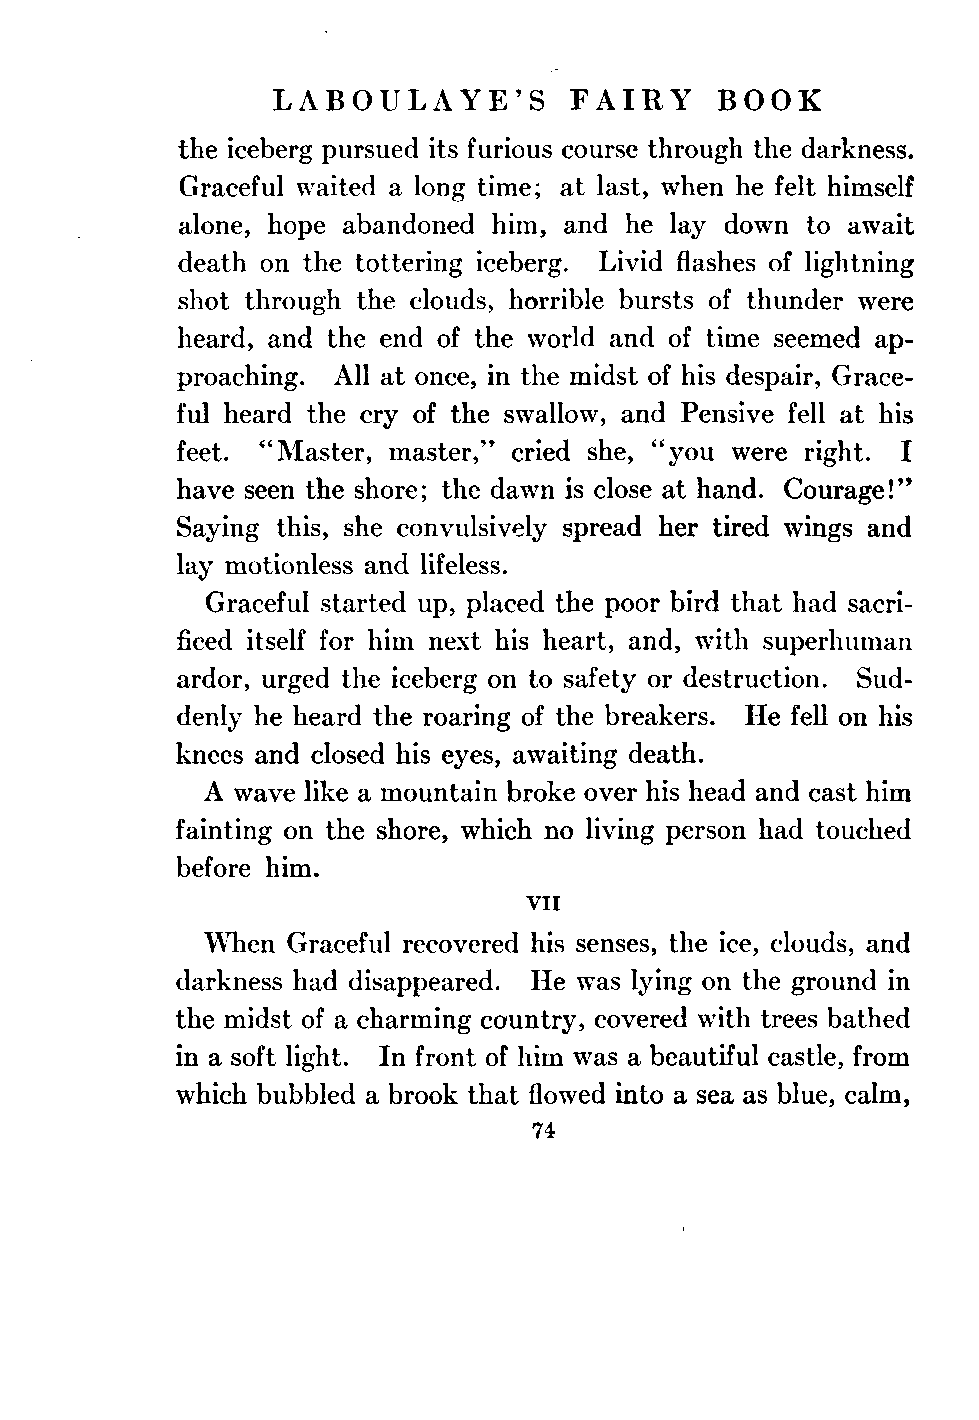 LABOULAYE'S FAIRY BOOK
the iceberg pursued its furious course through the darkness.
Graceful waited a long time; at last, when he felt himself
alone, hope abandoned him, and he lay down to await
death on the tottering iceberg. Livid flashes of lightning
shot through the clouds, horrible bursts of thunder were
heard, and the end of the world and of time seemed ap-
proaching. All at once, in the midst of his despair, Grace-
ful heard the cry of the swallow, and Pensive fell at his
feet. “Master, master,” cried she, “you were right. I
have seen the shore; the dawn is close at hand. Courage!”
Saying this, she convulsively spread her tired wings and
lay motionless and lifeless.
Graceful started up, placed the poor bird that had sacri-
ficed itself for him next his heart, and, with superhuman
ardor, urged the iceberg on to safety or destruction. Sud-
denly he heard the roaring of the breakers. He fell on his
knees and closed his eyes, awaiting death.
A wave like a mountain broke over his head and cast him
fainting on the shore, which no living person had touched
before him.
VII
When Graceful recovered his senses, the ice, clouds, and
darkness had disappeared. He was lying on the ground in
the midst of a charming country, covered with trees bathed
in a soft light. In front of him was a beautiful castle, from
which bubbled a brook that flowed into a sea as blue, calm,
74